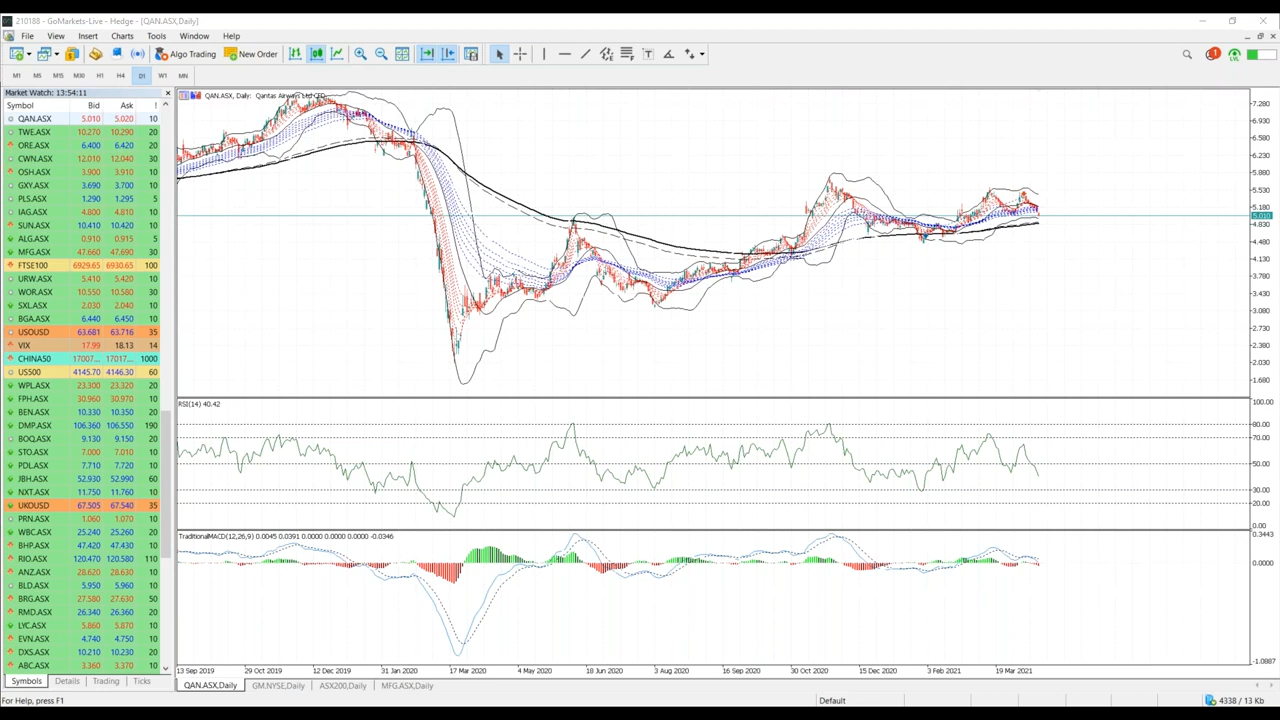 210188 - GoMarkets-Live - Hedge - [QAN.ASX,Daily]
File View Insert Charts Tools Window Help
Algo Trading New Order
M1 M5 M15 M30 H1 H4 D1 W1 MN
Market Watch: 13:54:11
Symbol Bid Ask !
QAN.ASX 5.010 5.020 10
TWE.ASX 10.270 10.290 20
ORE.ASX 6.400 6.420 20
CWN.ASX 12.010 12.040 30
OSH.ASX 3.900 3.910 10
GXY.ASX 3.690 3.700 10
PLS.ASX 1.290 1.295 5
IAG.ASX 4.800 4.810 10
SUN.ASX 10.410 10.420 10
ALG.ASX 0.910 0.915 5
MFG.ASX 47.660 47.690 30
FTSE100 6929.65 6930.65 100
URW.ASX 5.410 5.420 10
WOR.ASX 10.550 10.580 30
SXL.ASX 2.030 2.040 10
BGA.ASX 6.440 6.450 10
USOUSD 63.681 63.716 35
VIX 17.99 18.13 14
CHINA50 17007... 17017... 1000
US500 4145.70 4146.30 60
WPL.ASX 23.300 23.320 20
FPH.ASX 30.960 30.970 10
BEN.ASX 10.330 10.350 20
DMP.ASX 106.360 106.550 190
BOQ.ASX 9.130 9.150 20
STO.ASX 7.000 7.010 10
PDL.ASX 7.710 7.720 10
JBH.ASX 52.930 52.990 60
NXT.ASX 11.750 11.760 10
UKOUSD 67.505 67.540 35
PRN.ASX 1.060 1.070 10
WBC.ASX 25.240 25.260 20
BHP.ASX 47.420 47.430 10
RIO.ASX 120.470 120.580 110
ANZ.ASX 28.620 28.630 10
BLD.ASX 5.950 5.960 10
BRG.ASX 27.580 27.630 50
RMD.ASX 26.340 26.360 20
LYC.ASX 5.860 5.870 10
EVN.ASX 4.740 4.750 10
DXS.ASX 10.210 10.230 20
ABC.ASX 3.360 3.370 10
Symbols Details Trading Ticks
QAN.ASX, Daily: Qantas Airways Ltd CFD
7.280
6.930
6.580
6.230
5.880
5.530
5.180
5.010
4.830
4.480
4.130
3.780
3.430
3.080
2.730
2.380
2.030
1.680
RSI(14) 40.42
100.00
80.00
70.00
50.00
30.00
20.00
0.00
TraditionalMACD(12,26,9) 0.0045 0.0391 0.0000 0.0000 0.0000 -0.0346
0.3443
0.0000
-1.0887
13 Sep 2019 29 Oct 2019 12 Dec 2019 31 Jan 2020 17 Mar 2020 4 May 2020 18 Jun 2020 3 Aug 2020 16 Sep 2020 30 Oct 2020 15 Dec 2020 3 Feb 2021 19 Mar 2021
QAN.ASX,Daily GM.NYSE,Daily ASX200,Daily MFG.ASX,Daily
For Help, press F1 Default 4338 / 13 Kb